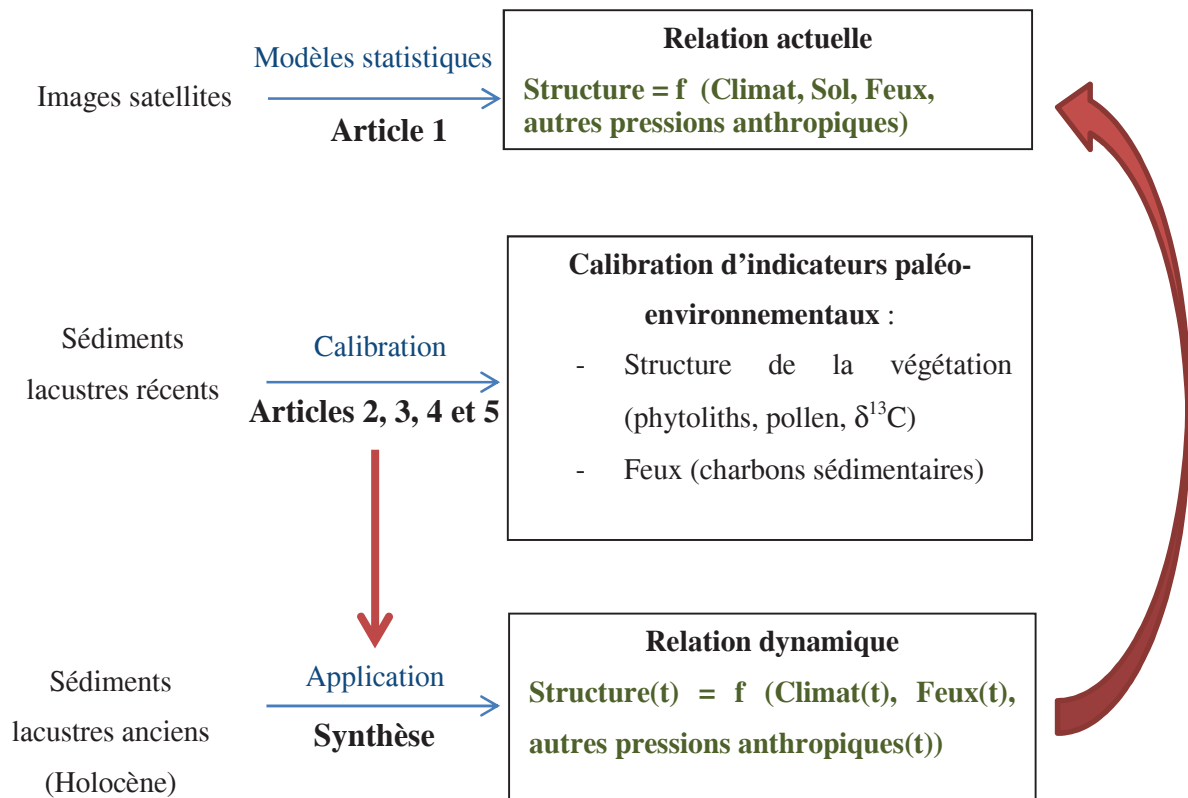 Images satellites
Modèles statistiques
Article 1
Relation actuelle
Structure = f (Climat, Sol, Feux,
autres pressions anthropiques)
Sédiments
lacustres récents
Calibration
Articles 2, 3, 4 et 5
Calibration d’indicateurs paléo-
environnementaux :
- Structure de la végétation
(phytoliths, pollen, δ¹³C)
- Feux (charbons sédimentaires)
Sédiments
lacustres anciens
(Holocène)
Application
Synthèse
Relation dynamique
Structure(t) = f (Climat(t), Feux(t),
autres pressions anthropiques(t))